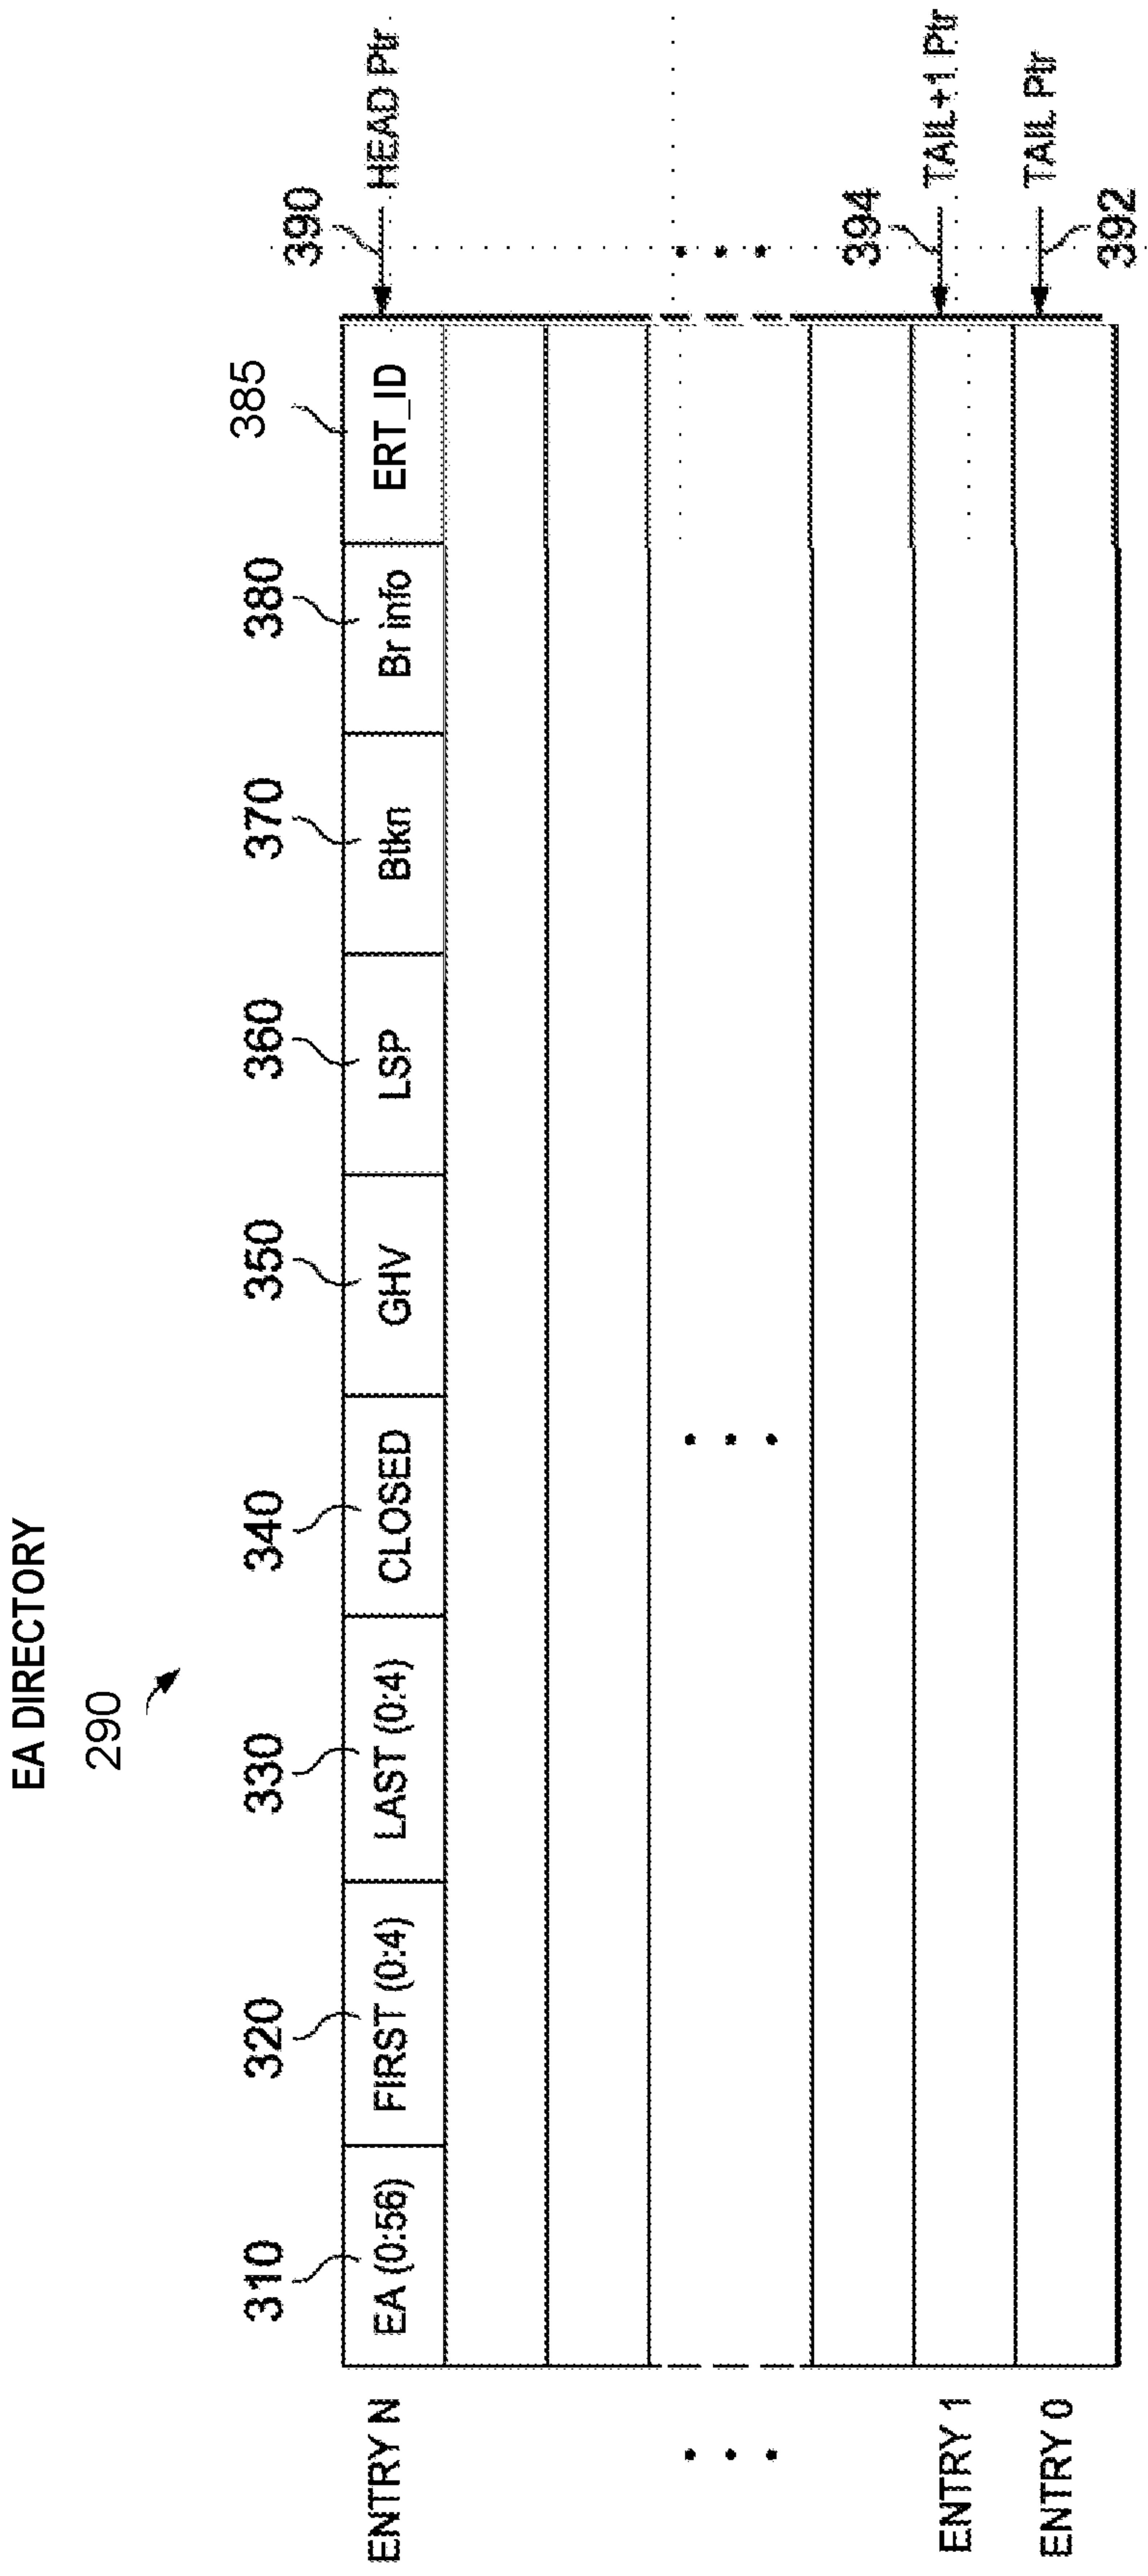 EA DIRECTORY
290
310 320 330 340 350 360 370 380 385 390
ENTRY N EA (0:56) FIRST (0:4) LAST (0:4) CLOSED GHV LSP Btkn Br info ERT_ID HEAD Ptr
394
ENTRY 1 TAIL+1 Ptr
ENTRY 0 TAIL Ptr
392